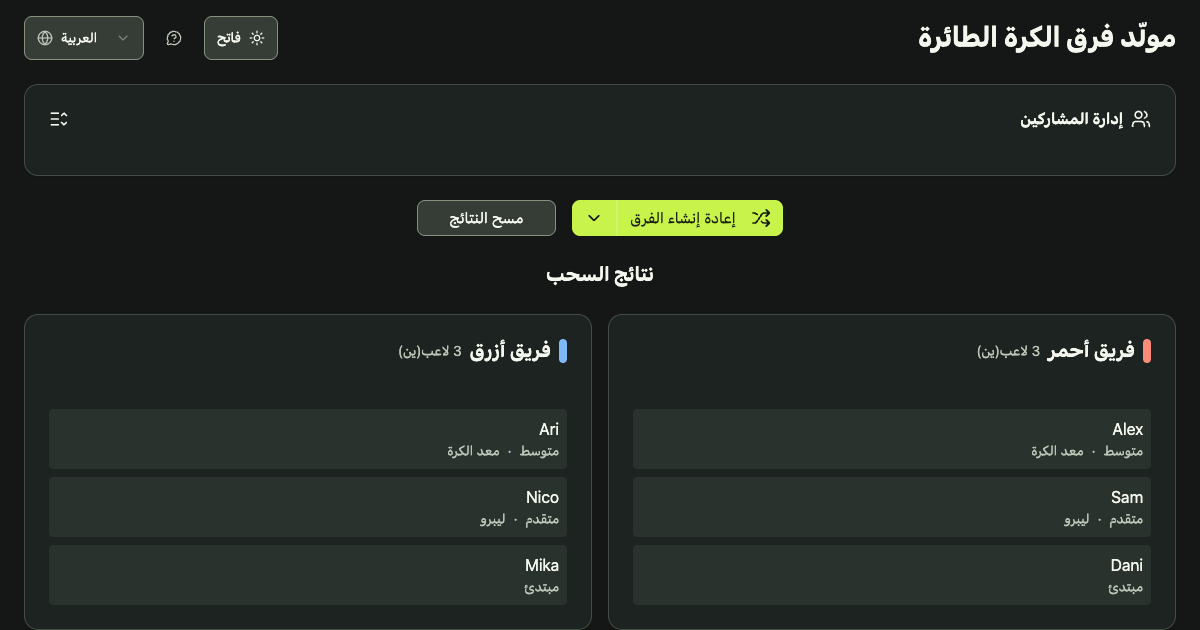 مولّد فرق الكرة الطائرة
فاتح
العربية
إدارة المشاركين
إعادة إنشاء الفرق
مسح النتائج
نتائج السحب
فريق أحمر 3 لاعب(ين)
Alex
متوسط · معد الكرة
Sam
متقدم · ليبرو
Dani
مبتدئ
فريق أزرق 3 لاعب(ين)
Ari
متوسط · معد الكرة
Nico
متقدم · ليبرو
Mika
مبتدئ